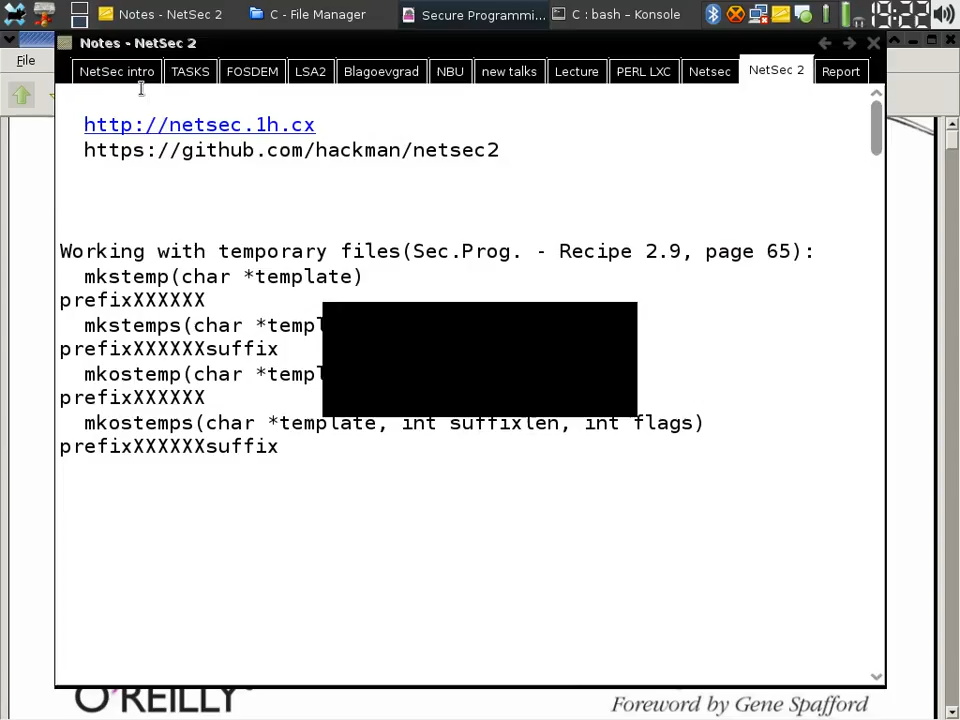 Notes - NetSec 2
C - File Manager
Secure Programmi...
C : bash – Konsole
19:22
Notes - NetSec 2
File
NetSec intro
TASKS
FOSDEM
LSA2
Blagoevgrad
NBU
new talks
Lecture
PERL LXC
Netsec
NetSec 2
Report
http://netsec.1h.cx
https://github.com/hackman/netsec2
Working with temporary files(Sec.Prog. - Recipe 2.9, page 65):
mkstemp(char *template)
prefixXXXXXX
mkstemps(char *templ
prefixXXXXXXsuffix
mkostemp(char *templ
prefixXXXXXX
mkostemps(char *template, int suffixlen, int flags)
prefixXXXXXXsuffix
O'REILLY
Foreword by Gene Spafford